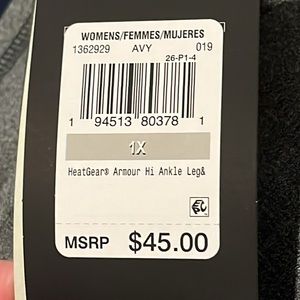 WOMENS/FEMMES/MUJERES
1362929 AVY 019
26-P1-4
1 94513 80378 1
1X
HeatGear® Armour Hi Ankle Leg&
MSRP $45.00